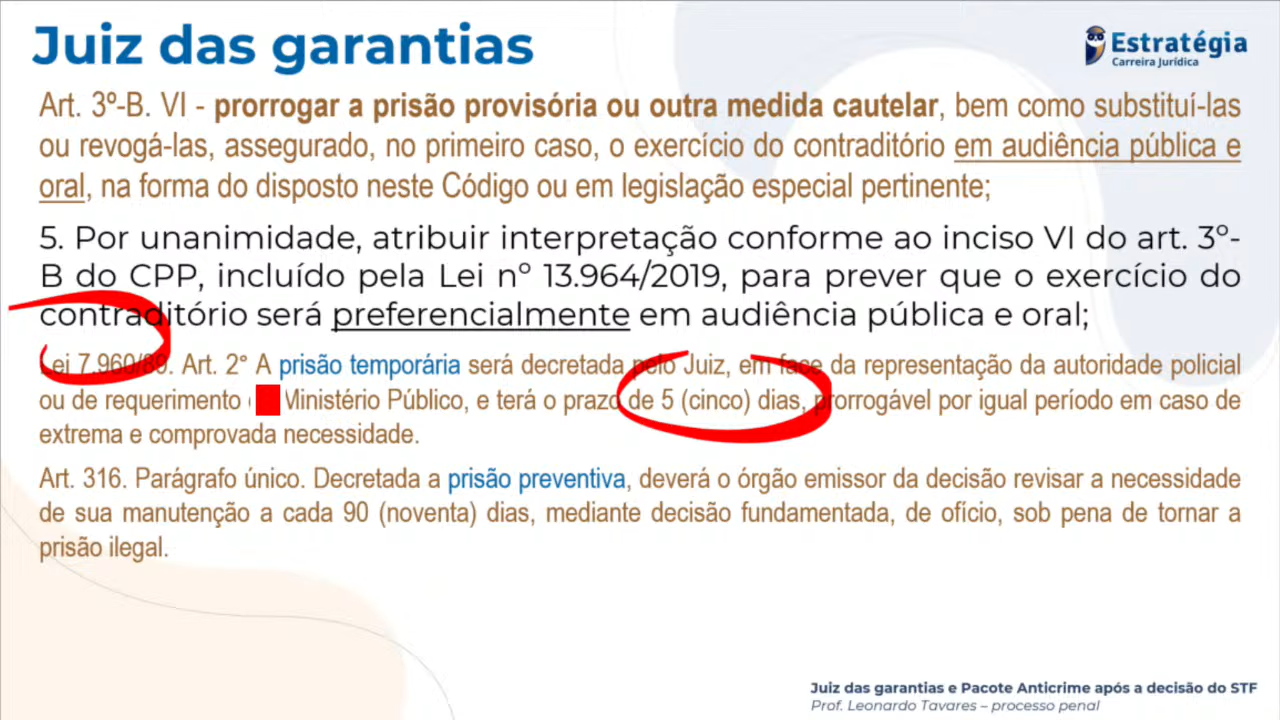 Juiz das garantias
Estratégia
Carreira Jurídica
Art. 3º-B. VI - prorrogar a prisão provisória ou outra medida cautelar, bem como substituí-las
ou revogá-las, assegurado, no primeiro caso, o exercício do contraditório em audiência pública e
oral, na forma do disposto neste Código ou em legislação especial pertinente;
5. Por unanimidade, atribuir interpretação conforme ao inciso VI do art. 3º-
B do CPP, incluído pela Lei nº 13.964/2019, para prever que o exercício do
contraditório será preferencialmente em audiência pública e oral;
Lei 7.960/89. Art. 2° A prisão temporária será decretada pelo Juiz, em face da representação da autoridade policial
ou de requerimento Ministério Público, e terá o prazo de 5 (cinco) dias, prorrogável por igual período em caso de
extrema e comprovada necessidade.
Art. 316. Parágrafo único. Decretada a prisão preventiva, deverá o órgão emissor da decisão revisar a necessidade
de sua manutenção a cada 90 (noventa) dias, mediante decisão fundamentada, de ofício, sob pena de tornar a
prisão ilegal.
Juiz das garantias e Pacote Anticrime após a decisão do STF
Prof. Leonardo Tavares – processo penal